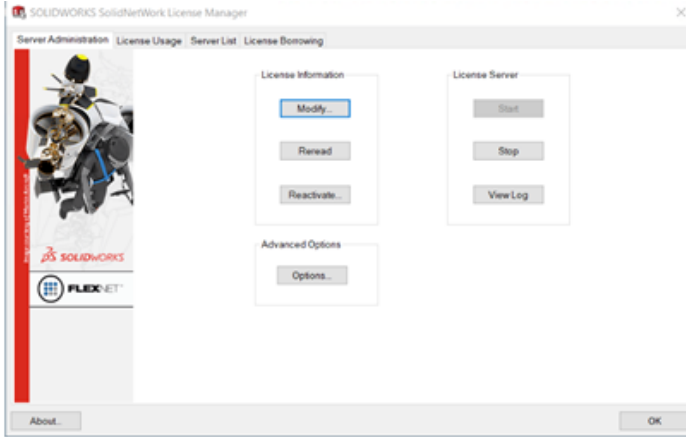 SOLIDWORKS SolidNetWork License Manager
Server Administration License Usage Server List License Borrowing
License Information
Modify...
Reread
Reactivate...
License Server
Start
Stop
View Log
Advanced Options
Options...
SOLIDWORKS
FLEXNET
About...
OK